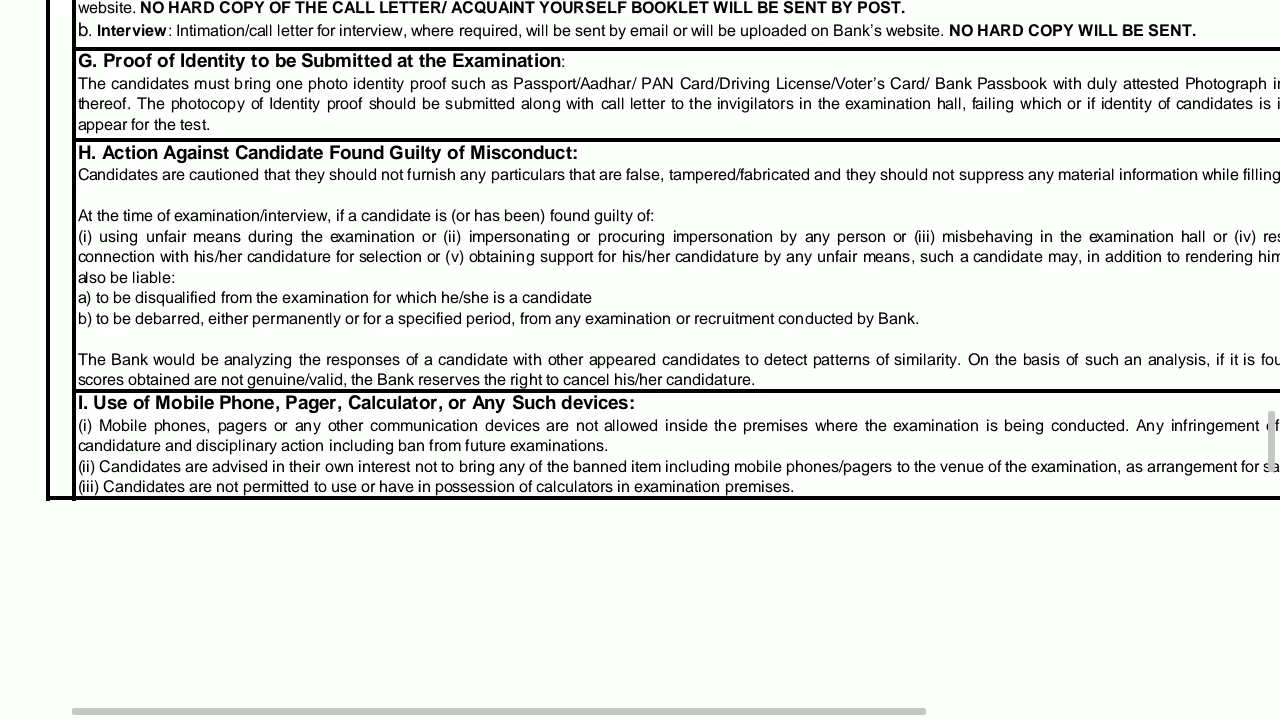 website. NO HARD COPY OF THE CALL LETTER/ ACQUAINT YOURSELF BOOKLET WILL BE SENT BY POST.
b. Interview: Intimation/call letter for interview, where required, will be sent by email or will be uploaded on Bank's website. NO HARD COPY WILL BE SENT.
G. Proof of Identity to be Submitted at the Examination:
The candidates must bring one photo identity proof such as Passport/Aadhar/ PAN Card/Driving License/Voter's Card/ Bank Passbook with duly attested Photograph
thereof. The photocopy of Identity proof should be submitted along with call letter to the invigilators in the examination hall, failing which or if identity of candidates is
appear for the test.
H. Action Against Candidate Found Guilty of Misconduct:
Candidates are cautioned that they should not furnish any particulars that are false, tampered/fabricated and they should not suppress any material information while filling
At the time of examination/interview, if a candidate is (or has been) found guilty of:
(i) using unfair means during the examination or (ii) impersonating or procuring impersonation by any person or (iii) misbehaving in the examination hall or (iv)
connection with his/her candidature for selection or (v) obtaining support for his/her candidature by any unfair means, such a candidate may, in addition to rendering
also be liable:
a) to be disqualified from the examination for which he/she is a candidate
b) to be debarred, either permanently or for a specified period, from any examination or recruitment conducted by Bank.
The Bank would be analyzing the responses of a candidate with other appeared candidates to detect patterns of similarity. On the basis of such an analysis, if it is
scores obtained are not genuine/valid, the Bank reserves the right to cancel his/her candidature.
I. Use of Mobile Phone, Pager, Calculator, or Any Such devices:
(i) Mobile phones, pagers or any other communication devices are not allowed inside the premises where the examination is being conducted. Any infringement
candidature and disciplinary action including ban from future examinations.
(ii) Candidates are advised in their own interest not to bring any of the banned item including mobile phones/pagers to the venue of the examination, as arrangement for
(iii) Candidates are not permitted to use or have in possession of calculators in examination premises.